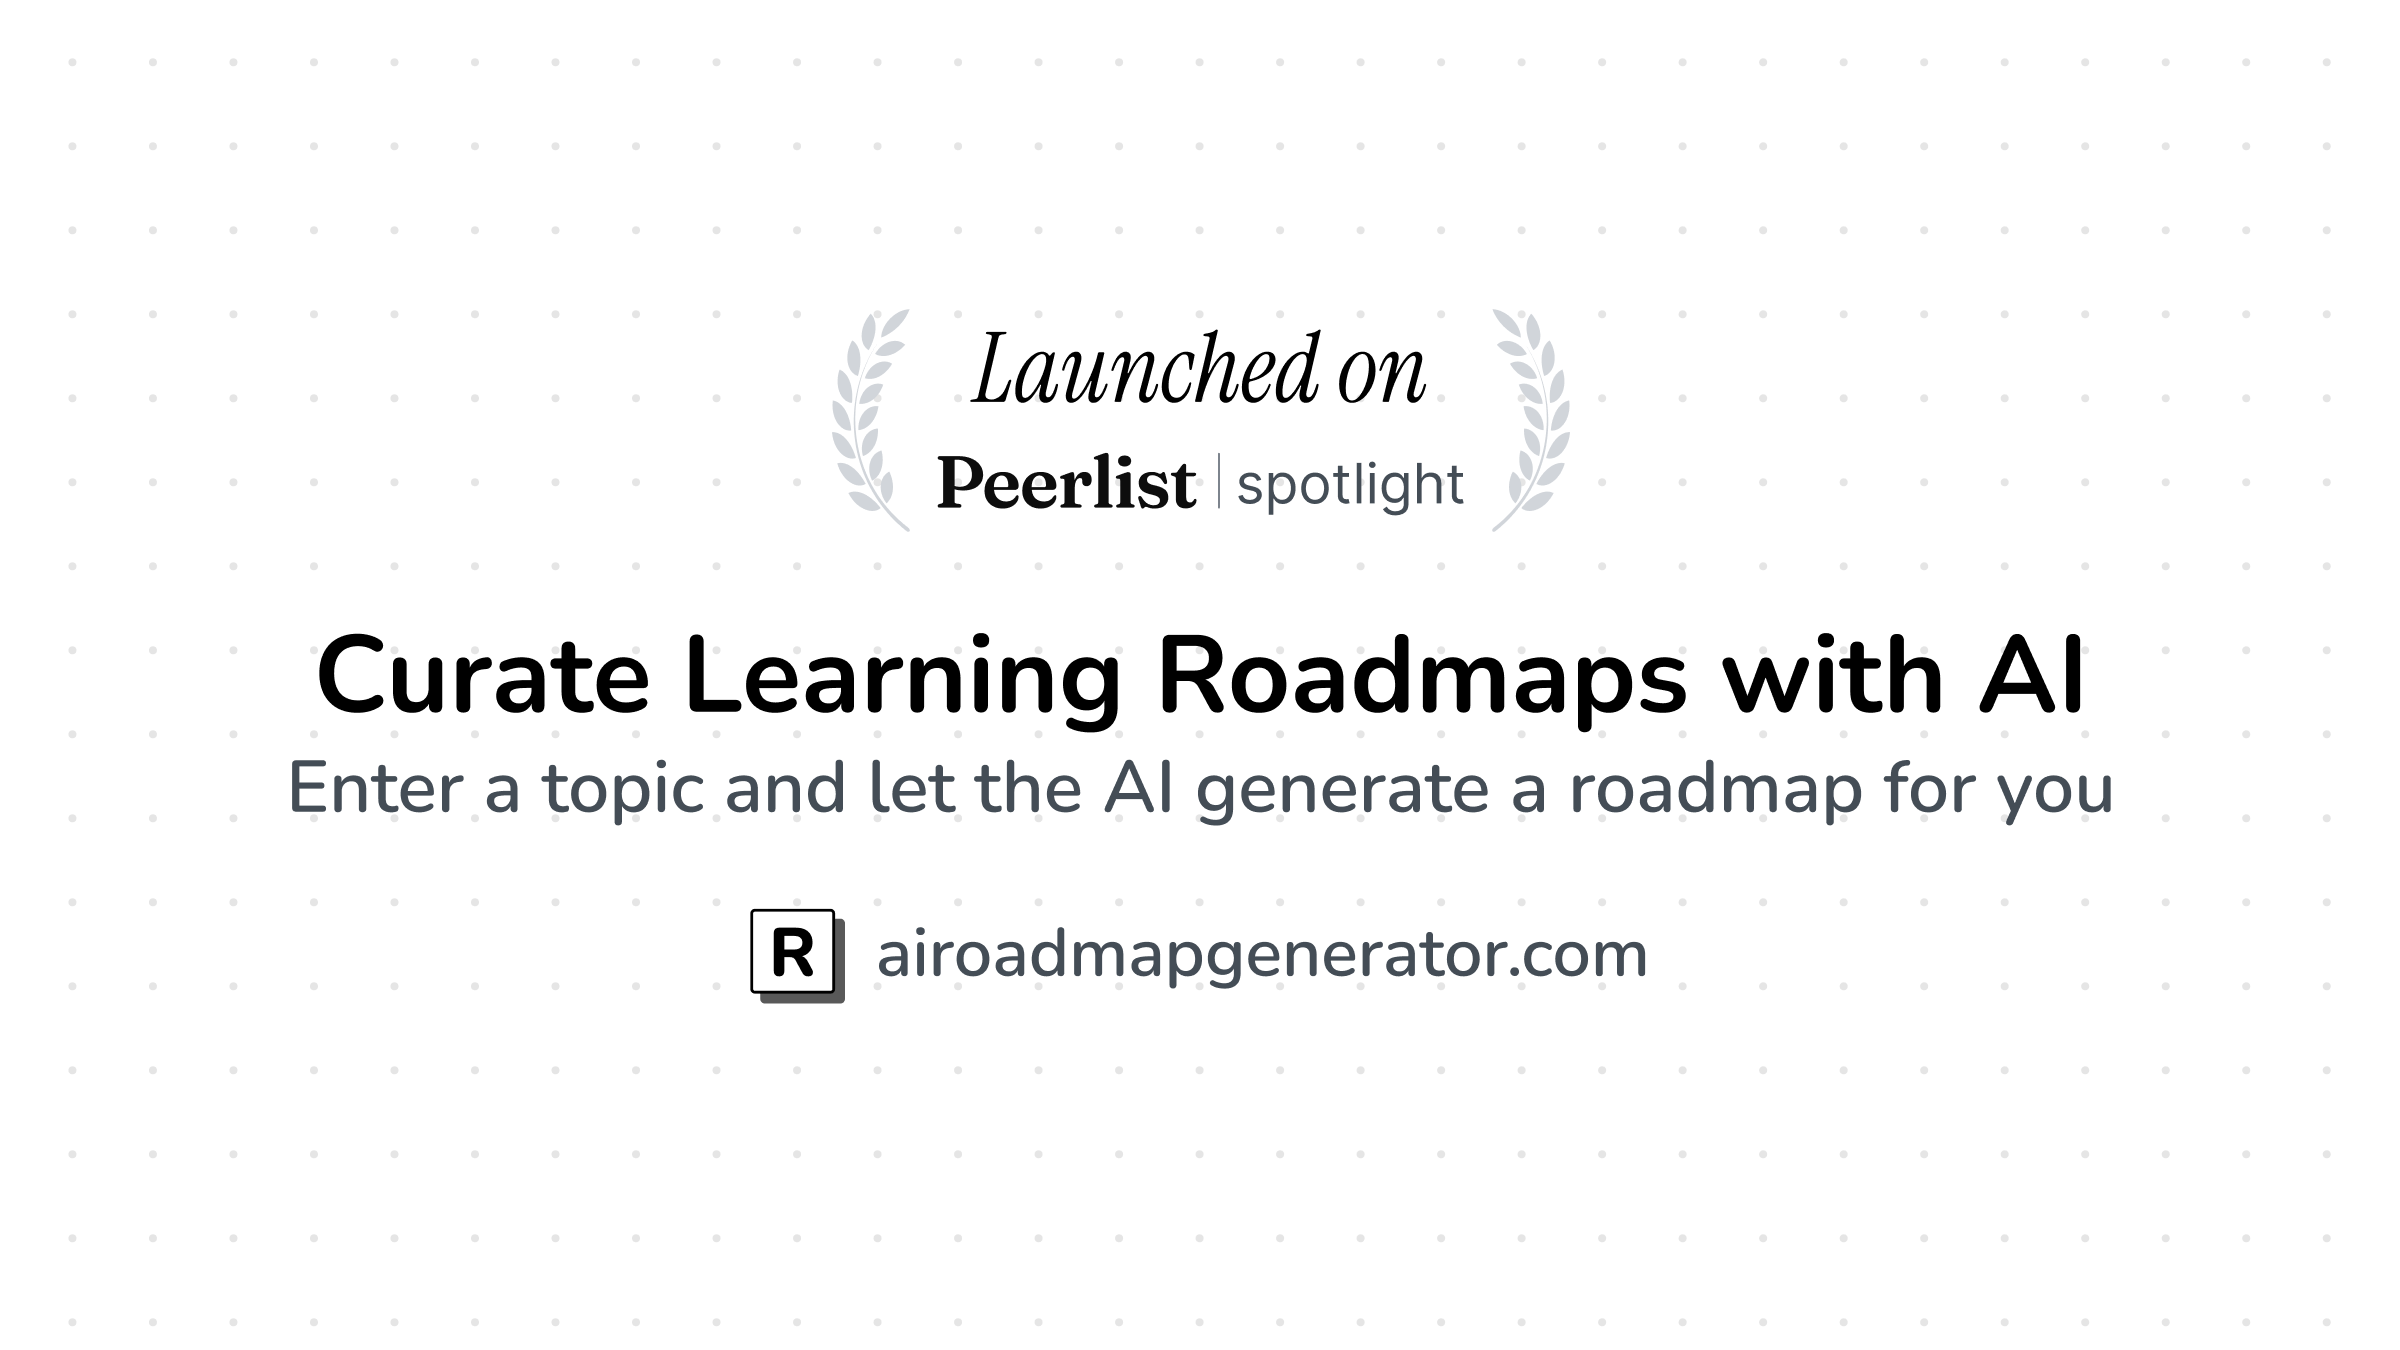 Launched on
Peerlist | spotlight
Curate Learning Roadmaps with AI
Enter a topic and let the AI generate a roadmap for you
R airoadmapgenerator.com